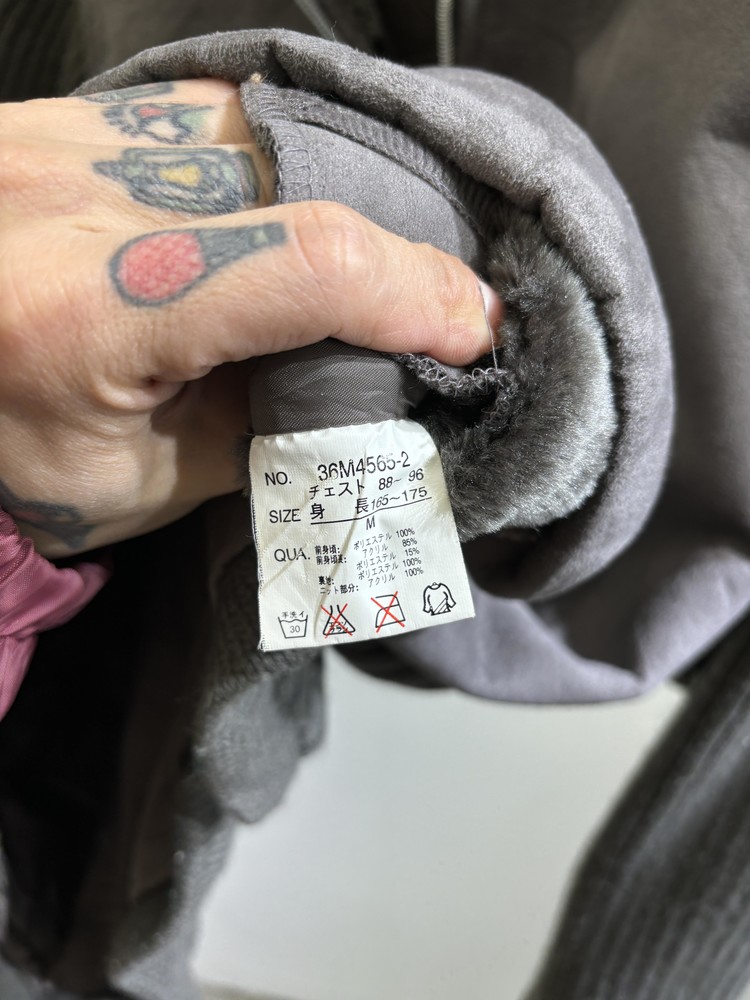 NO. 36M4565-2
チェスト 88~ 96
SIZE 身 長 165~175
M
QUA. 前身頃: ポリエステル 100%
前身頃裏: アクリル 85%
ポリエステル 15%
裏地: ポリエステル 100%
ニット部分: アクリル 100%
手洗イ
30